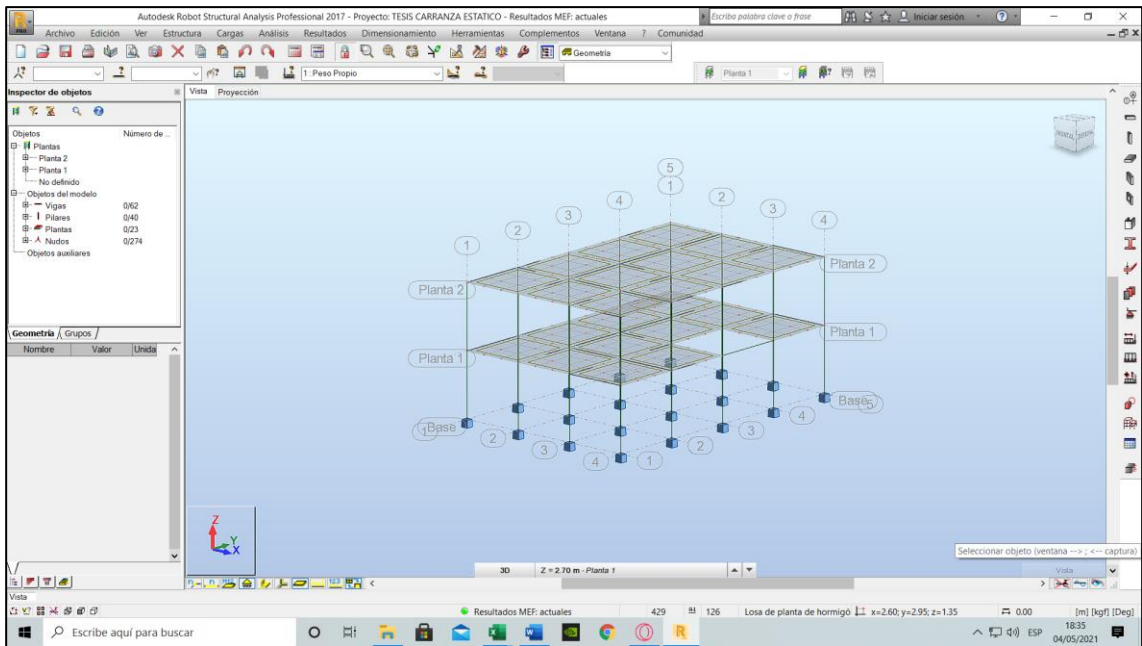 Autodesk Robot Structural Analysis Professional 2017 - Proyecto: TESIS CARRANZA ESTATICO - Resultados MEF: actuales
Escriba palabra clave o frase
Iniciar sesión
Archivo Edición Ver Estructura Cargas Análisis Resultados Dimensionamiento Herramientas Complementos Ventana ? Comunidad
Geometría
1 : Peso Propio
Planta 1
Inspector de objetos
Vista Proyección
Objetos Número de ...
Plantas
Planta 2
Planta 1
No definido
Objetos del modelo
Vigas 0/62
Pilares 0/40
Plantas 0/23
Nudos 0/274
Objetos auxiliares
Geometría Grupos
Nombre Valor Unida
5
1
4
2
3
3
2
4
1
Planta 2
Planta 2
Planta 1
Planta 1
Base
5
1
Base
2
4
3
3
4
1
2
Z
Y
X
3D Z = 2.70 m - Planta 1
Seleccionar objeto (ventana --> ; <-- captura)
Vista
Vista
Resultados MEF: actuales 429 126 Losa de planta de hormigó x=2.60; y=2.95; z=1.35 0.00 [m] [kgf] [Deg]
Escribe aquí para buscar
ESP
18:35
04/05/2021